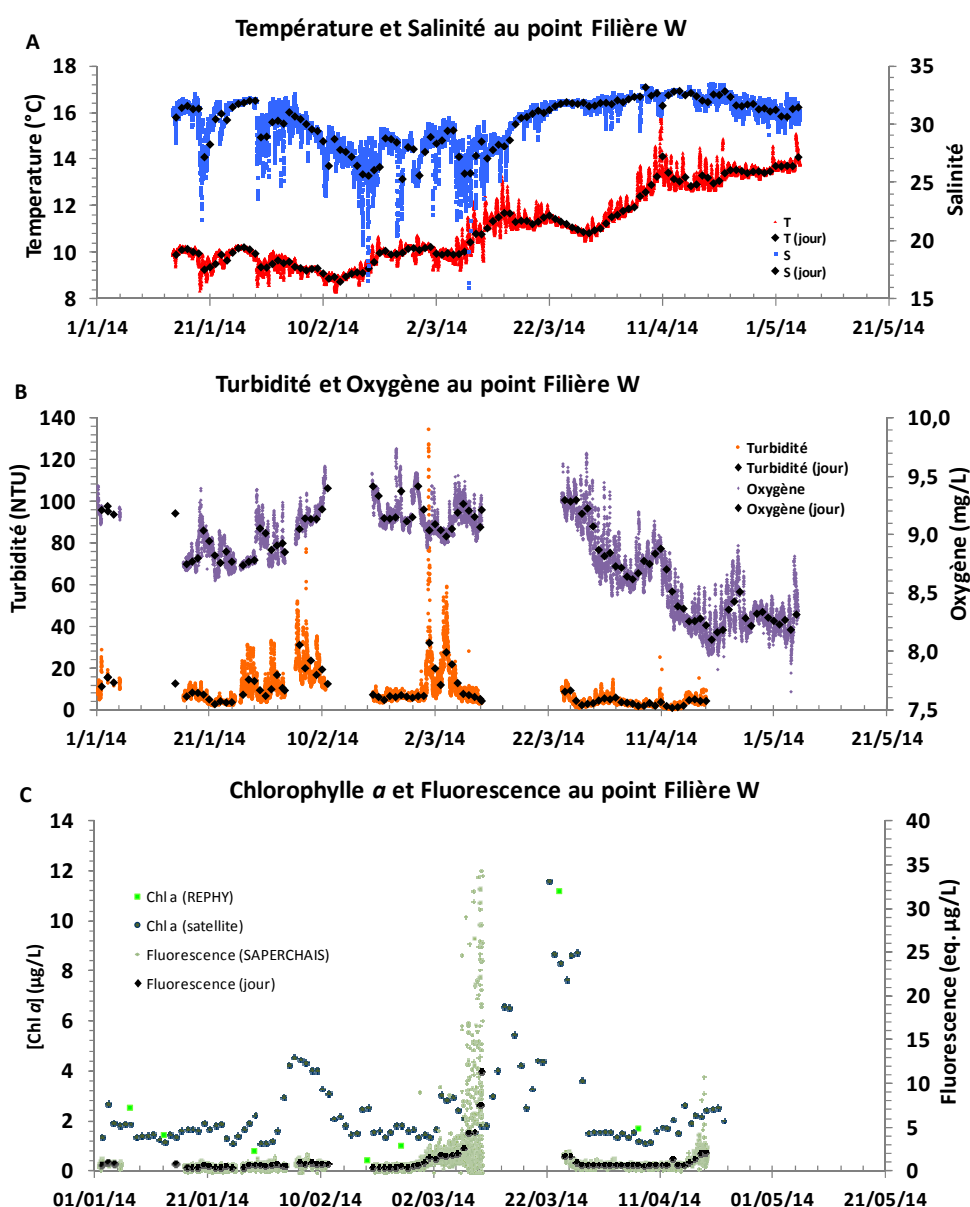 A
Température et Salinité au point Filière W
Température (°C)
18
16
14
12
10
8
35
30
25
20
15
Salinité
T
T (jour)
S
S (jour)
1/1/14 21/1/14 10/2/14 2/3/14 22/3/14 11/4/14 1/5/14 21/5/14
B
Turbidité et Oxygène au point Filière W
Turbidité (NTU)
140
120
100
80
60
40
20
0
10,0
9,5
9,0
8,5
8,0
7,5
Oxygène (mg/L)
Turbidité
Turbidité (jour)
Oxygène
Oxygène (jour)
1/1/14 21/1/14 10/2/14 2/3/14 22/3/14 11/4/14 1/5/14 21/5/14
C
Chlorophylle a et Fluorescence au point Filière W
[Chl a] (µg/L)
14
12
10
8
6
4
2
0
40
35
30
25
20
15
10
5
0
Fluorescence (eq. µg/L)
Chl a (REPHY)
Chl a (satellite)
Fluorescence (SAPERCHAIS)
Fluorescence (jour)
01/01/14 21/01/14 10/02/14 02/03/14 22/03/14 11/04/14 01/05/14 21/05/14